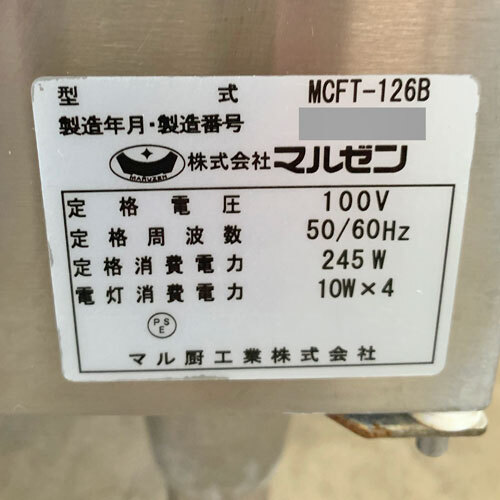 型式 MCFT-126B
製造年月・製造番号
MARUZEN 株式会社マルゼン
定格電圧 100V
定格周波数 50/60Hz
定格消費電力 245W
電灯消費電力 10W×4
PS E
マル厨工業株式会社